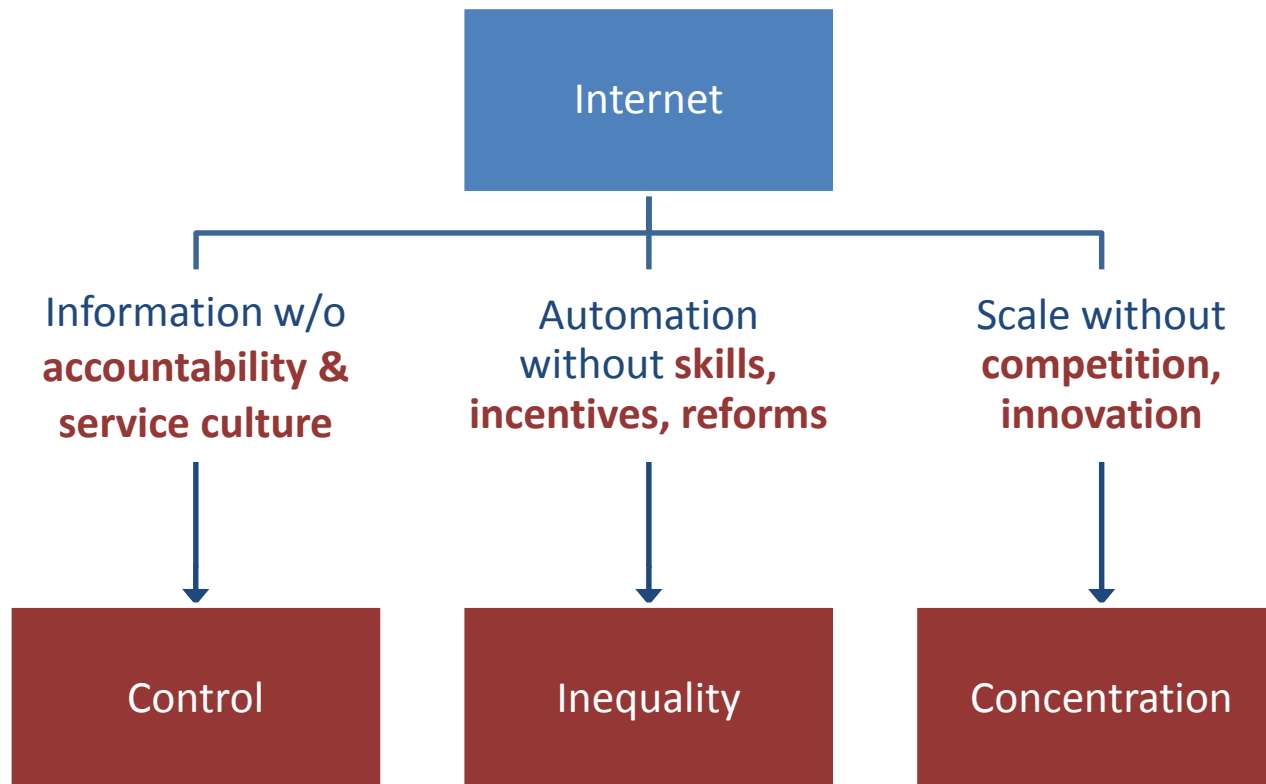 Internet
Information w/o
accountability &
service culture
Automation
without skills,
incentives, reforms
Scale without
competition,
innovation
Control
Inequality
Concentration